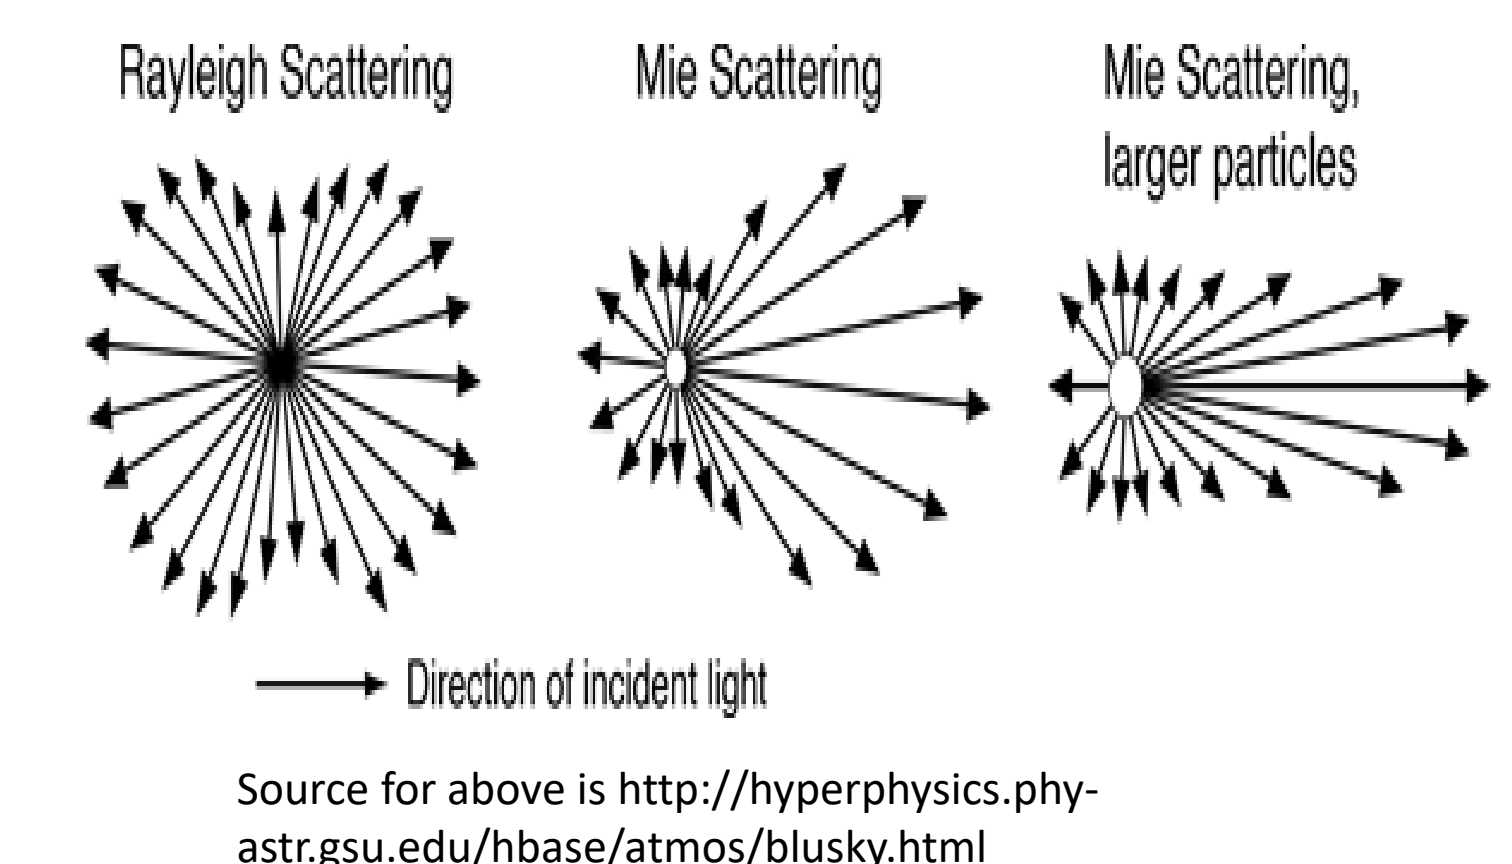 Rayleigh Scattering
Mie Scattering
Mie Scattering,
larger particles
Direction of incident light
Source for above is http://hyperphysics.phy-
astr.gsu.edu/hbase/atmos/blusky.html